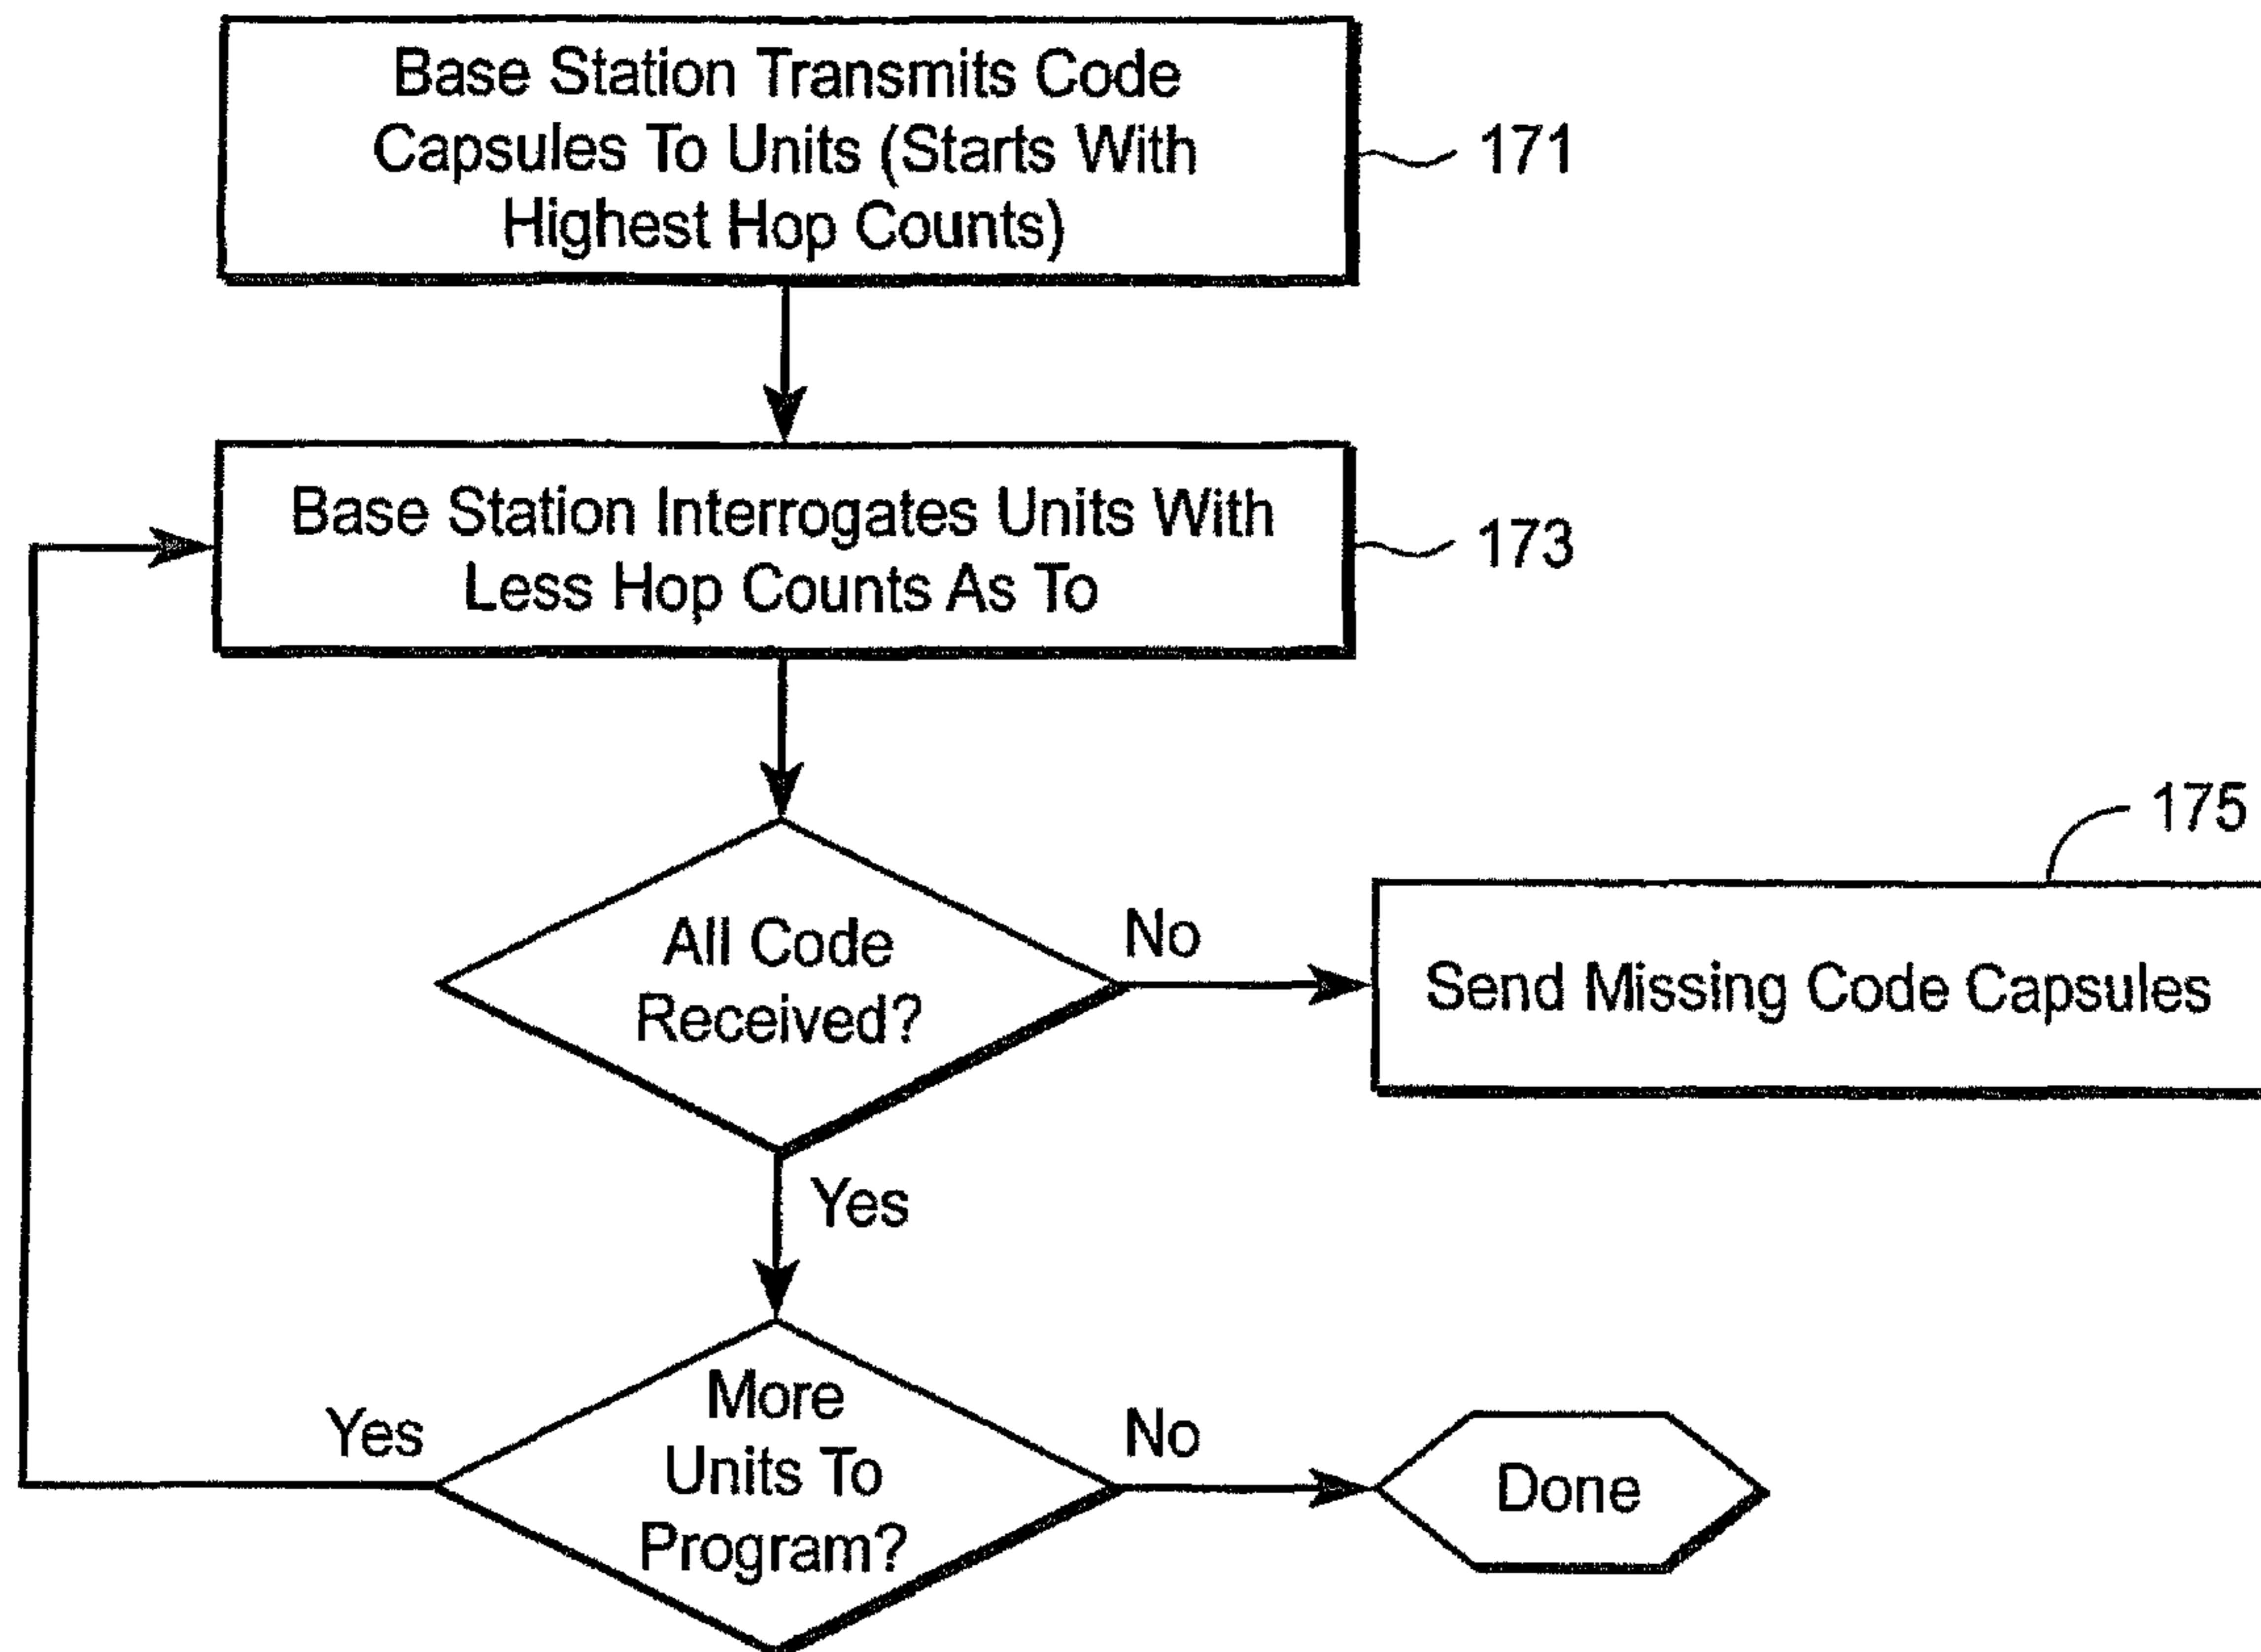 Base Station Transmits Code
Capsules To Units (Starts With
Highest Hop Counts)
171
Base Station Interrogates Units With
Less Hop Counts As To
173
175
All Code
Received?
No
Send Missing Code Capsules
Yes
More
Units To
Program?
Yes
No
Done